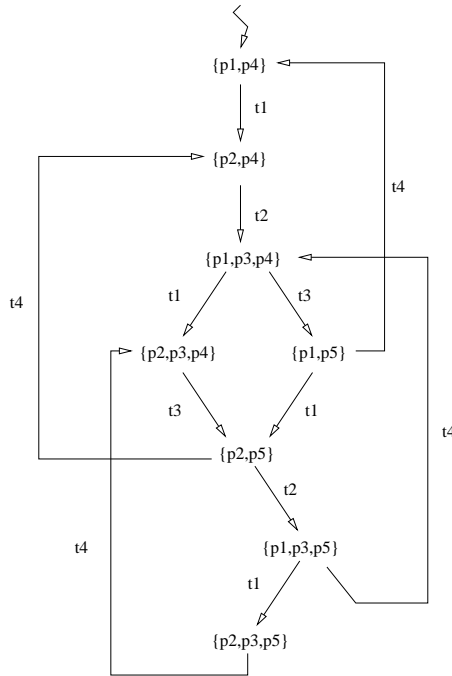 {p1,p4}
t1
{p2,p4}
t4
t2
{p1,p3,p4}
t1 t3
t4
{p2,p3,p4} {p1,p5}
t3 t1
t4
{p2,p5}
t2
t4 {p1,p3,p5}
t1
{p2,p3,p5}